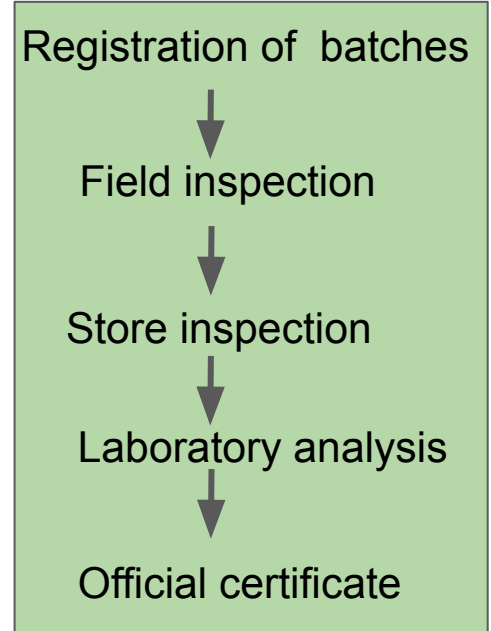 Registration of  batches
Field inspection
Store inspection
Laboratory analysis
Official certificate